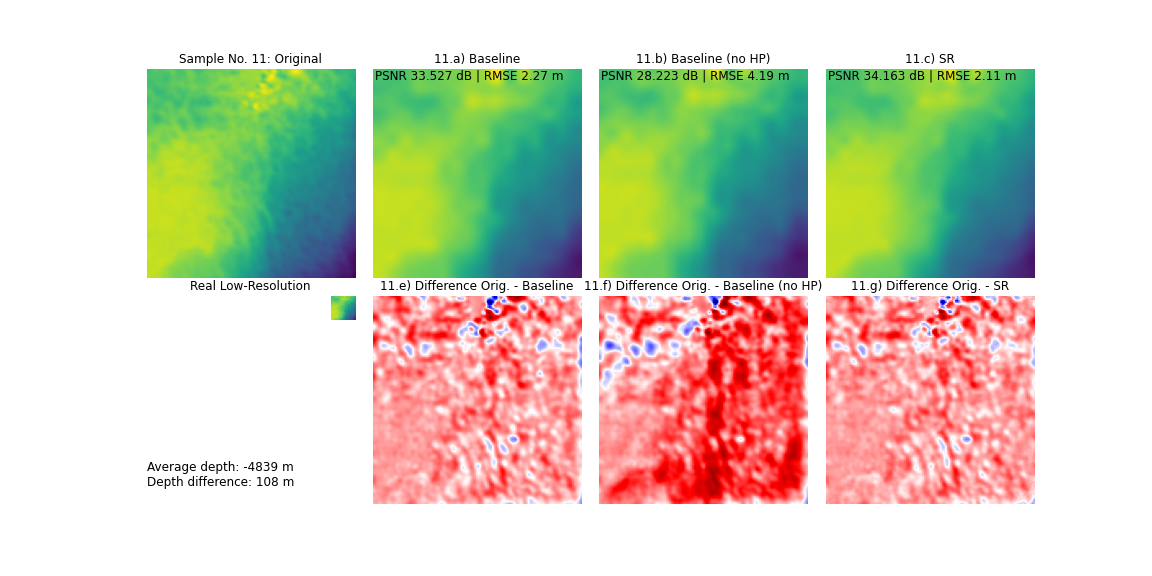 Sample No. 11: Original
11.a) Baseline
11.b) Baseline (no HP)
11.c) SR
PSNR 33.527 dB | RMSE 2.27 m
PSNR 28.223 dB | RMSE 4.19 m
PSNR 34.163 dB | RMSE 2.11 m
Real Low-Resolution
11.e) Difference Orig. - Baseline
11.f) Difference Orig. - Baseline (no HP)
11.g) Difference Orig. - SR
Average depth: -4839 m
Depth difference: 108 m